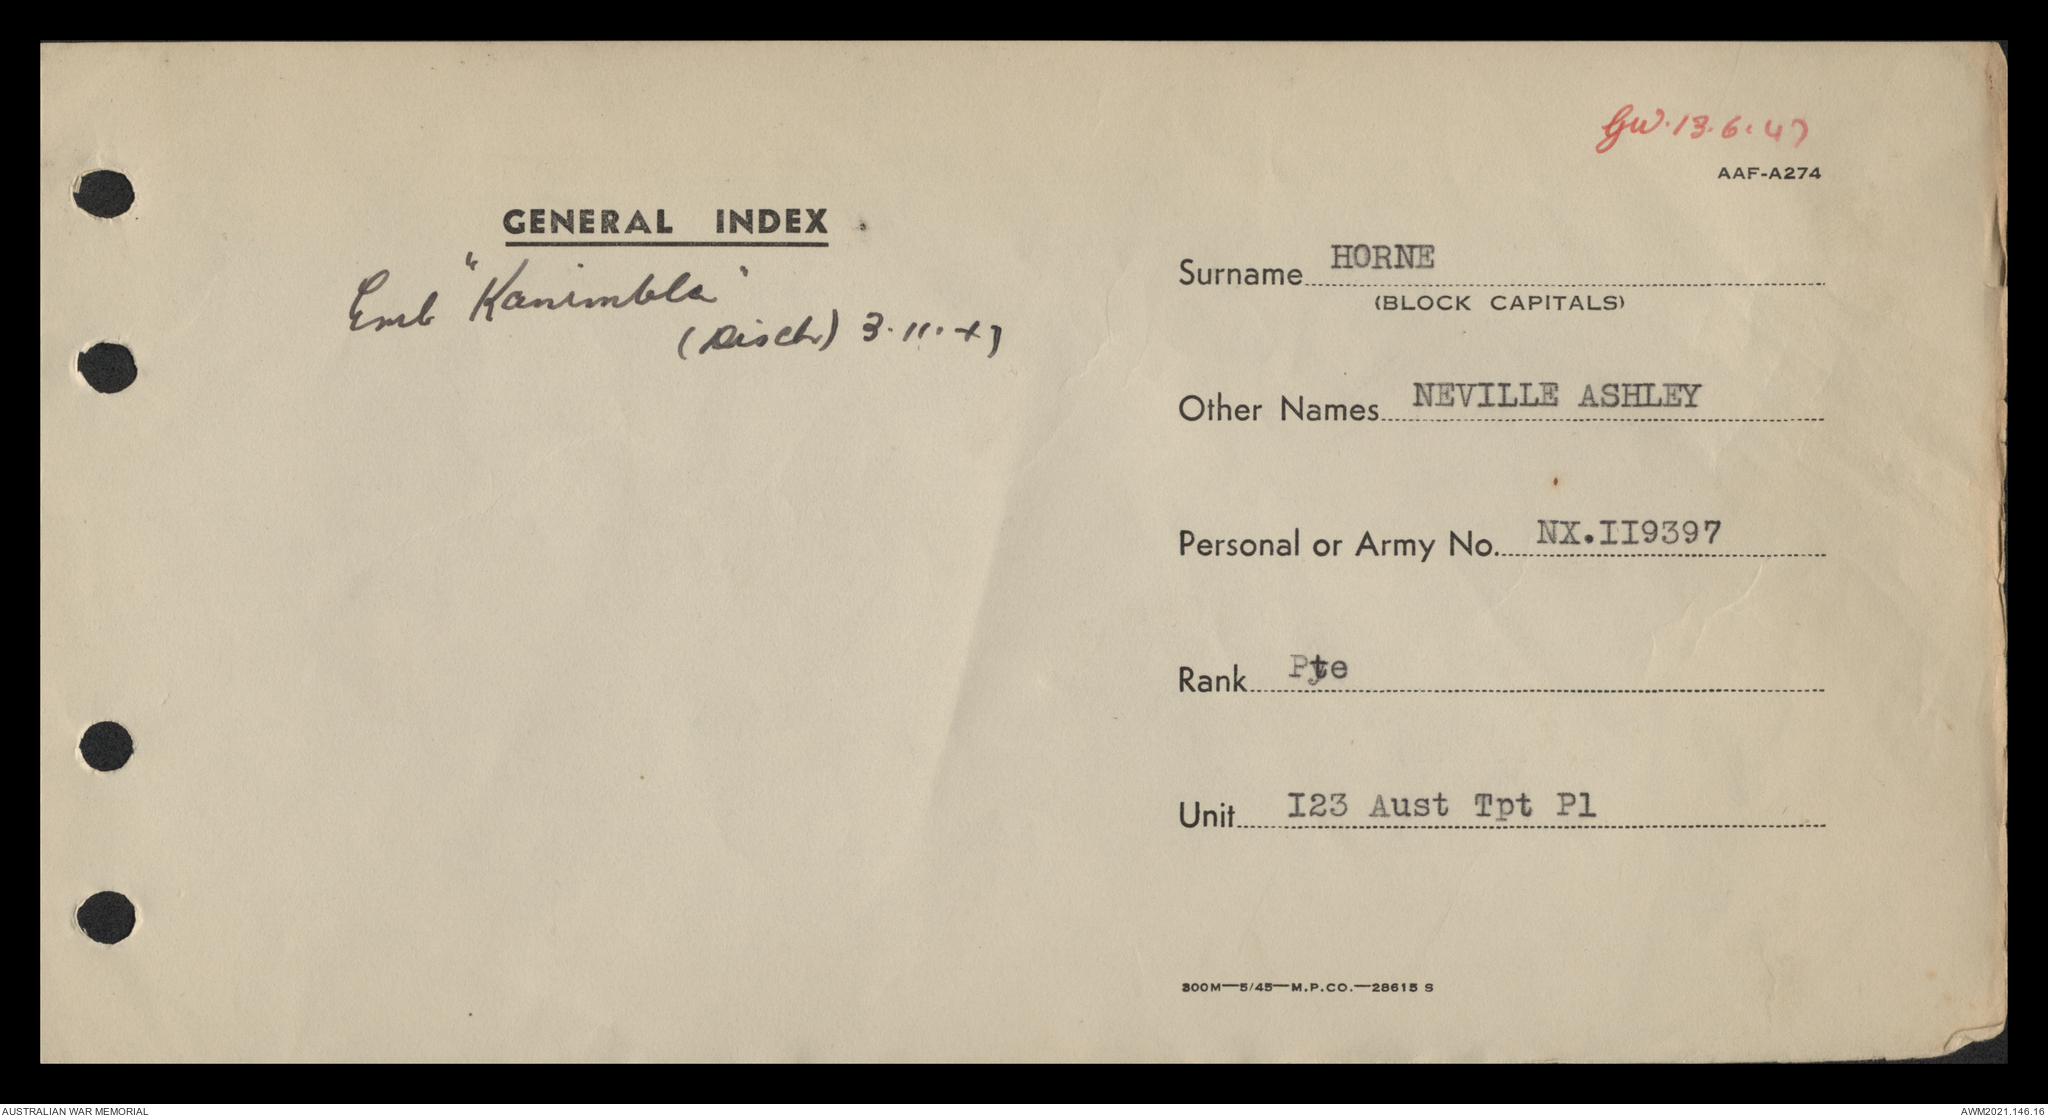 GW. 13.6.47
AAF-A274
GENERAL INDEX
Emb "Kanimbla"
(Disch) 3.11.47
Surname HORNE
(BLOCK CAPITALS)
Other Names NEVILLE ASHLEY
Personal or Army No. NX.II9397
Rank Pte
Unit I23 Aust Tpt Pl
300M—5/45—M.P.CO.—28615 S
AUSTRALIAN WAR MEMORIAL
AWM2021.146.16